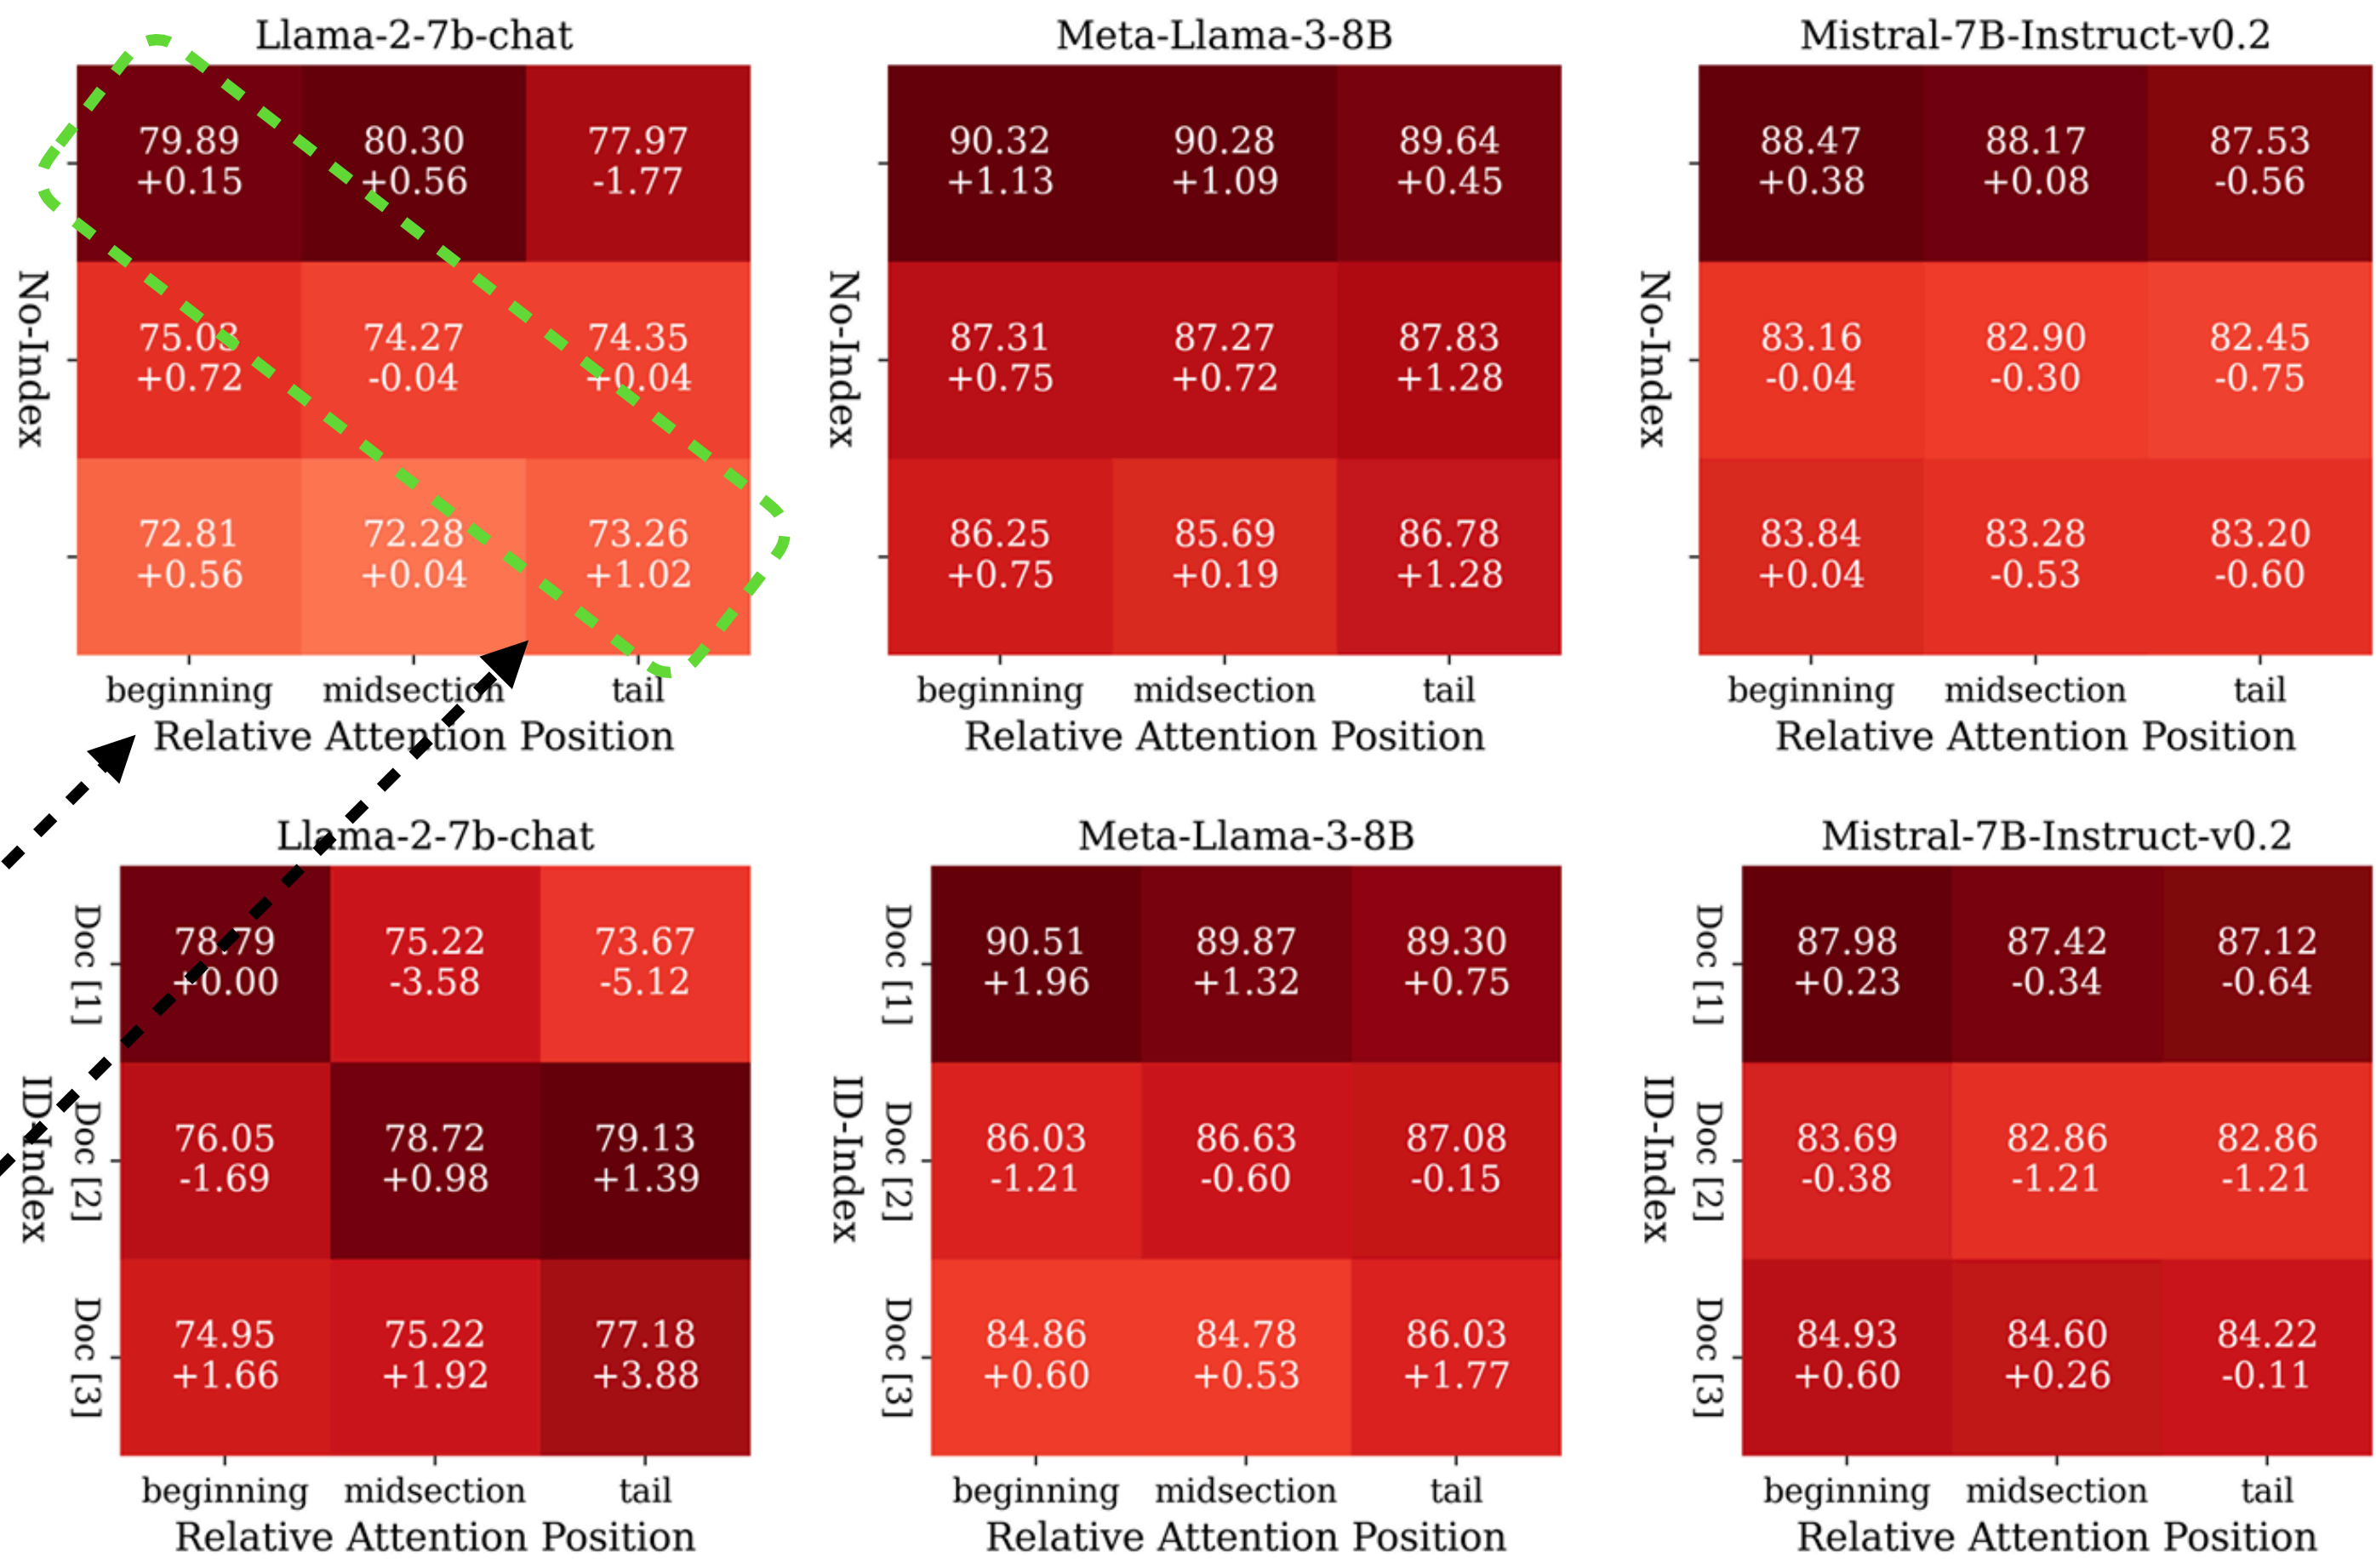 Llama-2-7b-chat
79.89 80.30 77.97
+0.15 +0.56 -1.77
75.03 74.27 74.35
+0.72 -0.04 +0.04
72.81 72.28 73.26
+0.56 +0.04 +1.02
No-Index
beginning midsection tail
Relative Attention Position
Meta-Llama-3-8B
90.32 90.28 89.64
+1.13 +1.09 +0.45
87.31 87.27 87.83
+0.75 +0.72 +1.28
86.25 85.69 86.78
+0.75 +0.19 +1.28
No-Index
beginning midsection tail
Relative Attention Position
Mistral-7B-Instruct-v0.2
88.47 88.17 87.53
+0.38 +0.08 -0.56
83.16 82.90 82.45
-0.04 -0.30 -0.75
83.84 83.28 83.20
+0.04 -0.53 -0.60
No-Index
beginning midsection tail
Relative Attention Position
Llama-2-7b-chat
Doc [1]
78.79 75.22 73.67
+0.00 -3.58 -5.12
Doc [2]
76.05 78.72 79.13
-1.69 +0.98 +1.39
Doc [3]
74.95 75.22 77.18
+1.66 +1.92 +3.88
ID-Index
beginning midsection tail
Relative Attention Position
Meta-Llama-3-8B
Doc [1]
90.51 89.87 89.30
+1.96 +1.32 +0.75
Doc [2]
86.03 86.63 87.08
-1.21 -0.60 -0.15
Doc [3]
84.86 84.78 86.03
+0.60 +0.53 +1.77
ID-Index
beginning midsection tail
Relative Attention Position
Mistral-7B-Instruct-v0.2
Doc [1]
87.98 87.42 87.12
+0.23 -0.34 -0.64
Doc [2]
83.69 82.86 82.86
-0.38 -1.21 -1.21
Doc [3]
84.93 84.60 84.22
+0.60 +0.26 -0.11
ID-Index
beginning midsection tail
Relative Attention Position